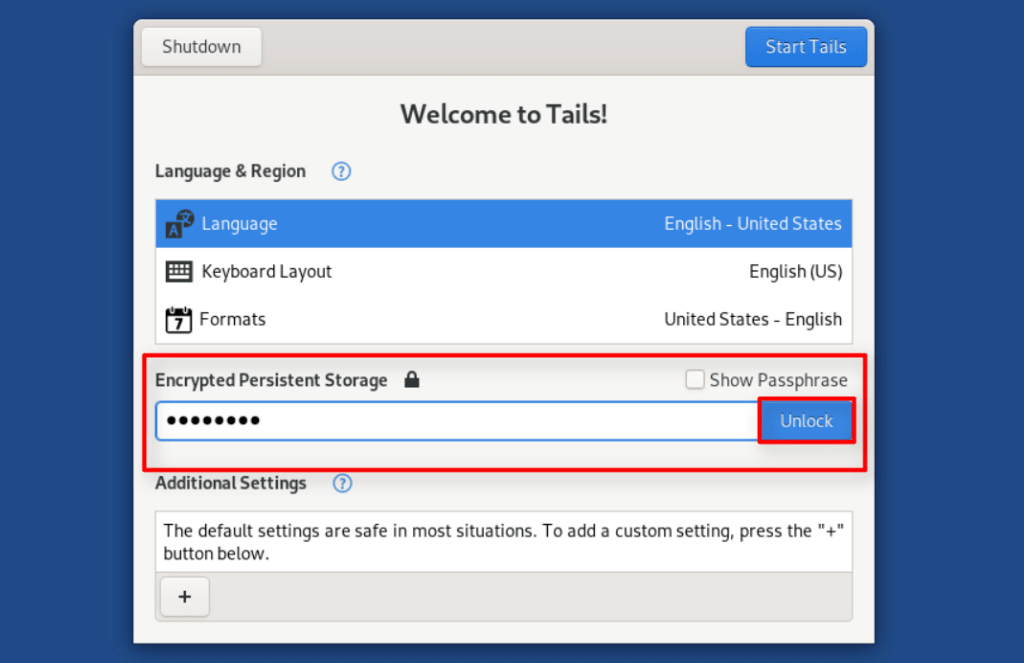 Shutdown
Start Tails
Welcome to Tails!
Language & Region ?
A Language English - United States
Keyboard Layout English (US)
7 Formats United States - English
Encrypted Persistent Storage Show Passphrase
●●●●●●●● Unlock
Additional Settings ?
The default settings are safe in most situations. To add a custom setting, press the "+"
button below.
+